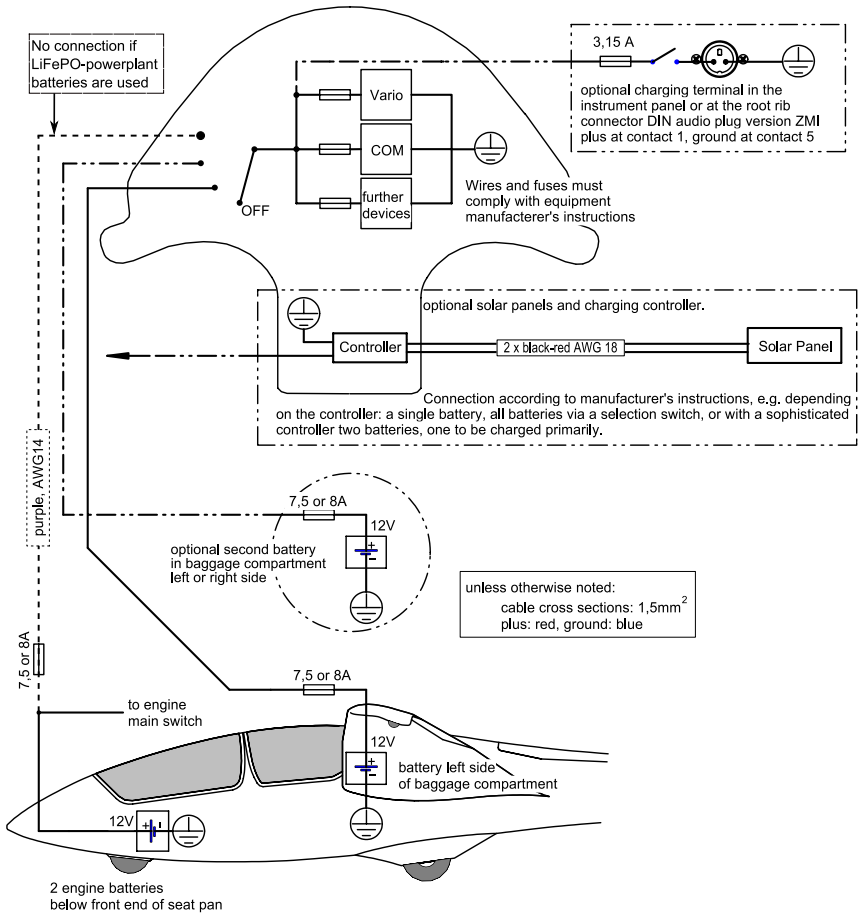 No connection if
LiFePO-powerplant
batteries are used
3,15 A
optional charging terminal in the
instrument panel or at the root rib
connector DIN audio plug version ZMI
plus at contact 1, ground at contact 5
Vario
COM
further
devices
OFF
Wires and fuses must
comply with equipment
manufacterer's instructions
optional solar panels and charging controller.
Controller
2 x black-red AWG 18
Solar Panel
Connection according to manufacturer's instructions, e.g. depending
on the controller: a single battery, all batteries via a selection switch, or with a sophisticated
controller two batteries, one to be charged primarily.
purple, AWG14
7,5 or 8A
12V
+
-
optional second battery
in baggage compartment
left or right side
unless otherwise noted:
cable cross sections: 1,5mm²
plus: red, ground: blue
7,5 or 8A
7,5 or 8A
to engine
main switch
12V
+
-
battery left side
of baggage compartment
12V
+
-
2 engine batteries
below front end of seat pan